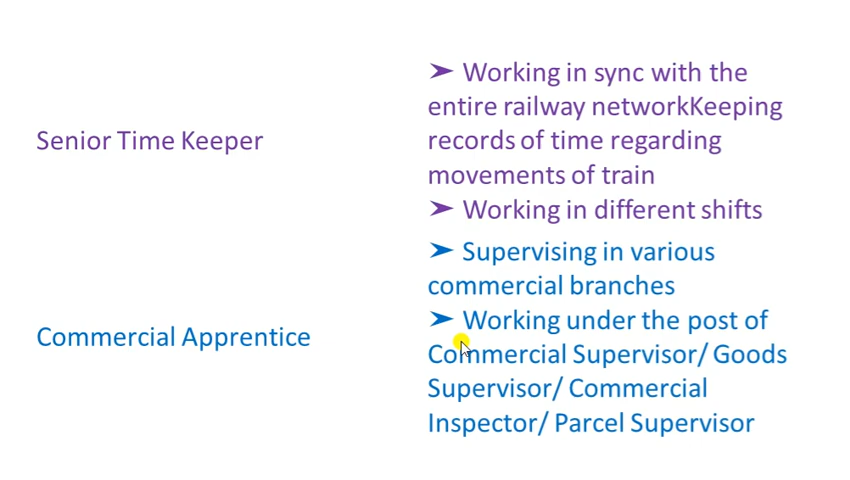 Senior Time Keeper
➤ Working in sync with the
entire railway networkKeeping
records of time regarding
movements of train
➤ Working in different shifts
Commercial Apprentice
➤ Supervising in various
commercial branches
➤ Working under the post of
Commercial Supervisor/ Goods
Supervisor/ Commercial
Inspector/ Parcel Supervisor